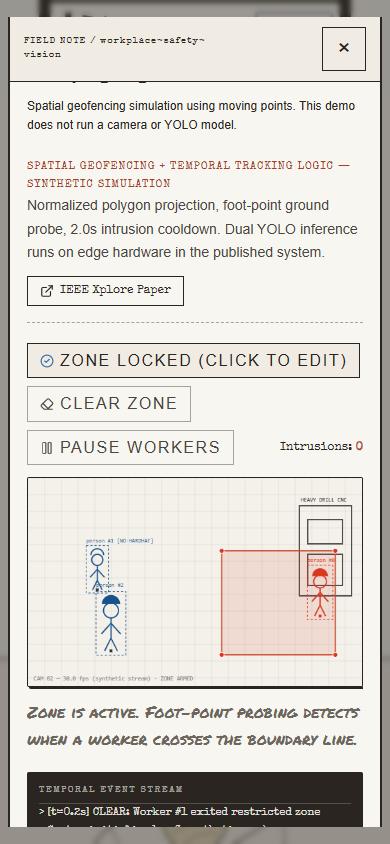 FIELD NOTE / workplace-safety-
vision
Spatial geofencing simulation using moving points. This demo
does not run a camera or YOLO model.
SPATIAL GEOFENCING + TEMPORAL TRACKING LOGIC —
SYNTHETIC SIMULATION
Normalized polygon projection, foot-point ground
probe, 2.0s intrusion cooldown. Dual YOLO inference
runs on edge hardware in the published system.
IEEE Xplore Paper
ZONE LOCKED (CLICK TO EDIT)
CLEAR ZONE
PAUSE WORKERS
Intrusions: 0
HEAVY DRILL CNC
person #1 [NO-HARDHAT]
person #2
person
CAM 02 — 30.0 fps (synthetic stream) · ZONE ARMED
Zone is active. Foot-point probing detects
when a worker crosses the boundary line.
TEMPORAL EVENT STREAM
> [t=0.2s] CLEAR: Worker #1 exited restricted zone